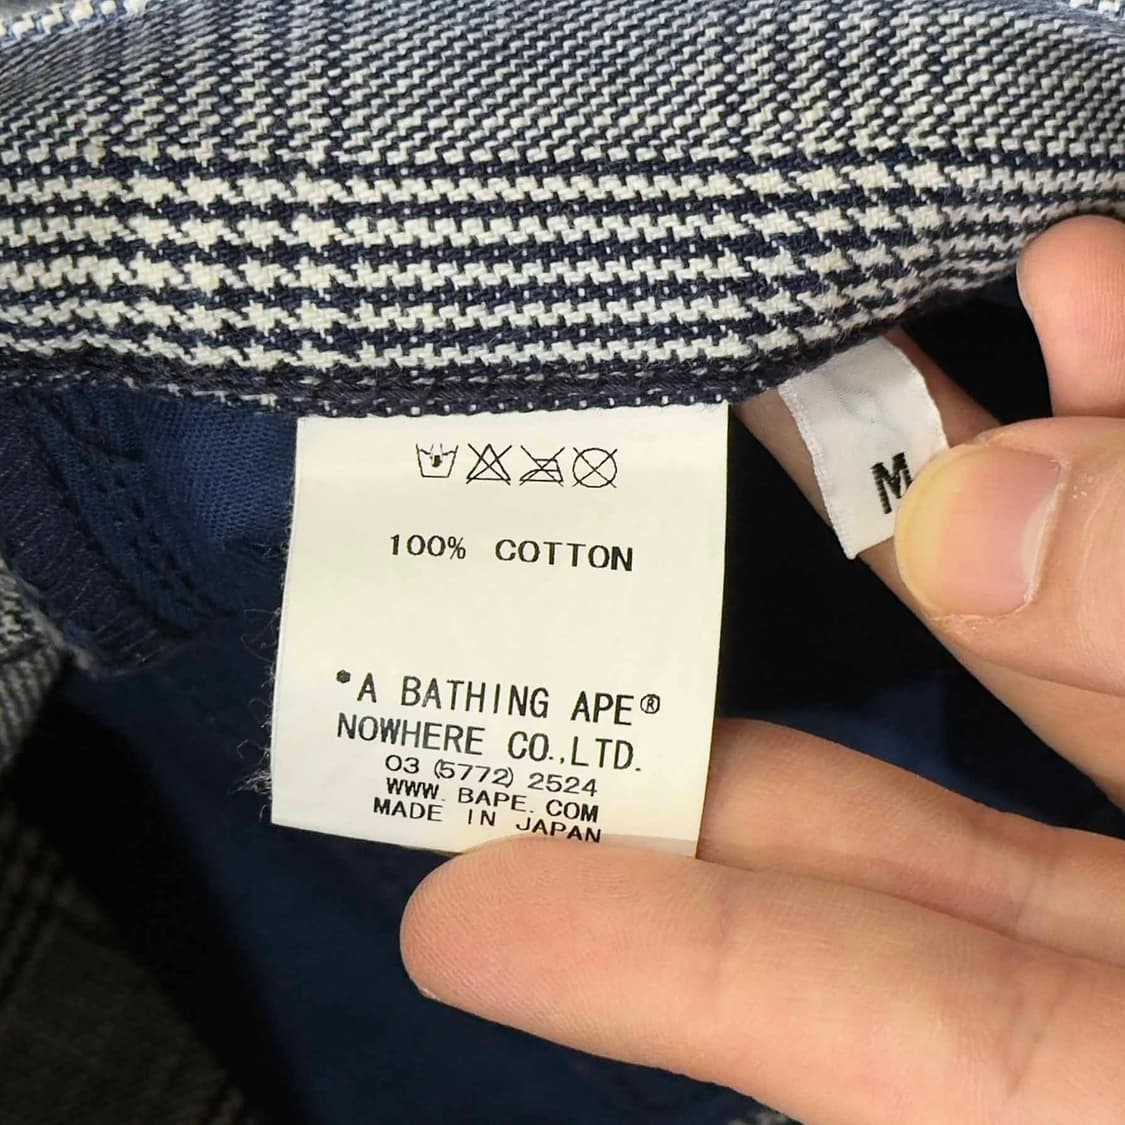 100% COTTON
*A BATHING APE®
NOWHERE CO.,LTD.
03 (5772) 2524
WWW. BAPE. COM
MADE IN JAPAN
M